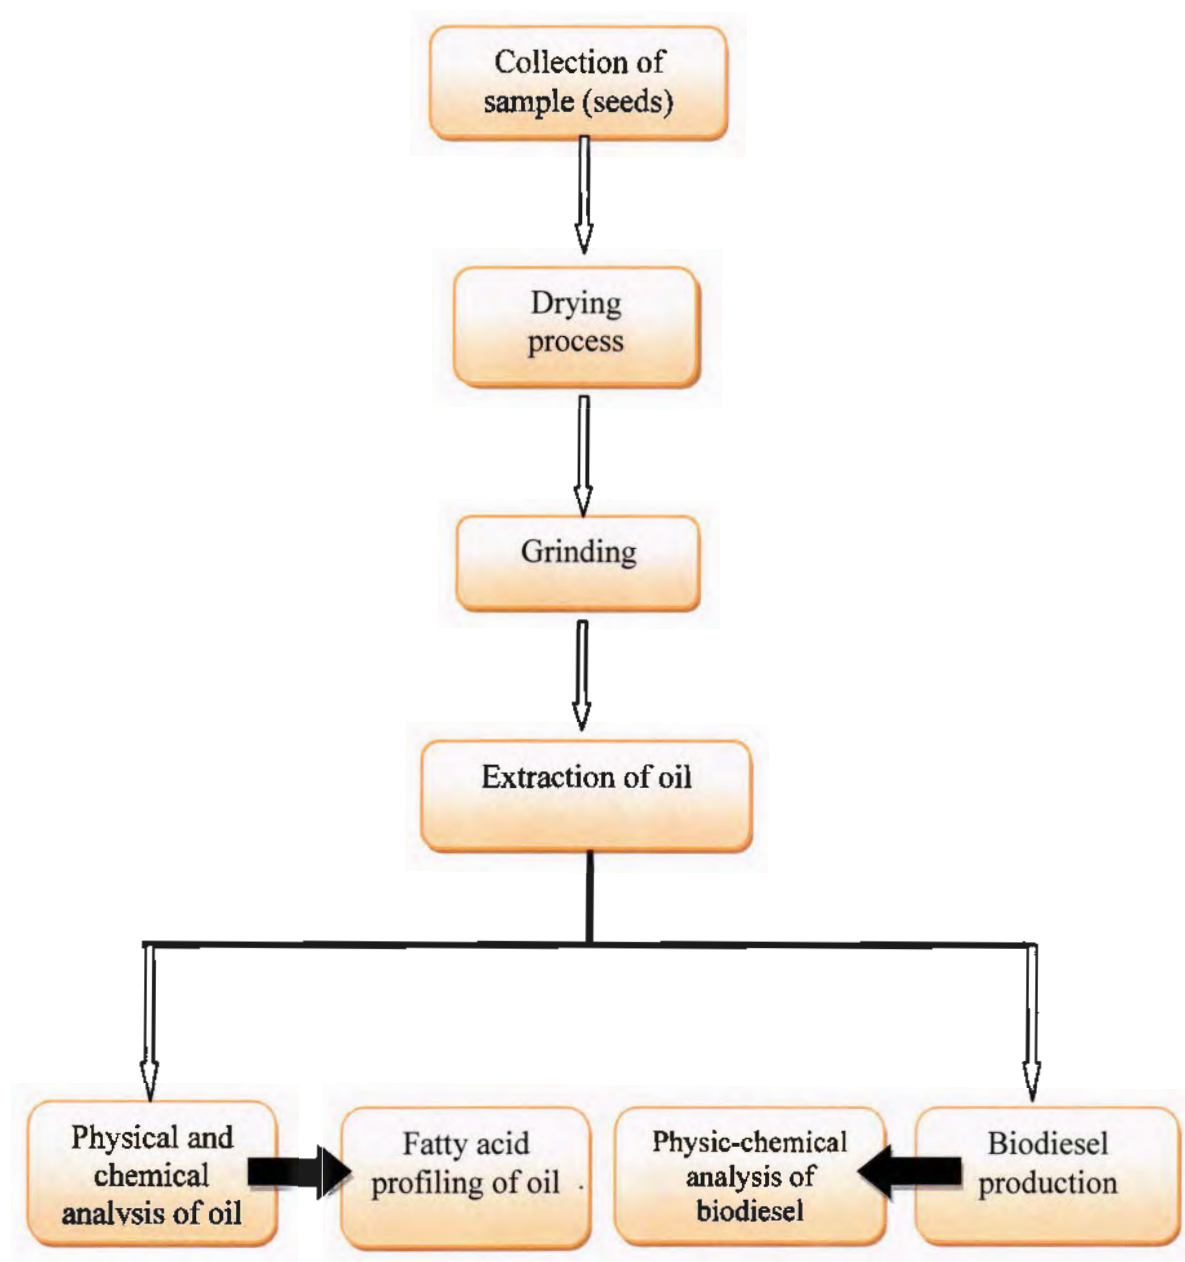 Collection of
sample (seeds)
Drying
process
Grinding
Extraction of oil
Physical and
chemical
analysis of oil
Fatty acid
profiling of oil
Physic-chemical
analysis of
biodiesel
Biodiesel
production